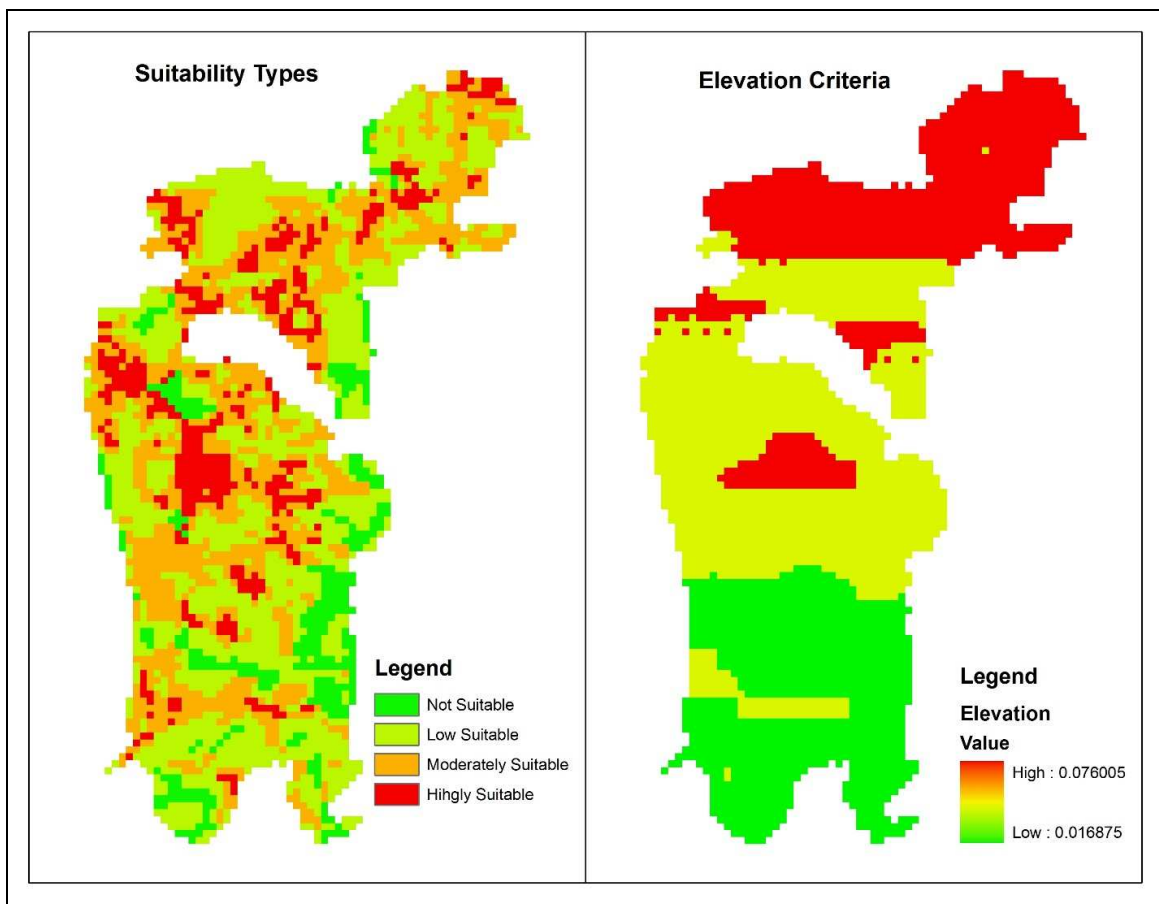 Suitability Types
Legend
Not Suitable
Low Suitable
Moderately Suitable
Hihgly Suitable
Elevation Criteria
Legend
Elevation
Value
High : 0.076005
Low : 0.016875